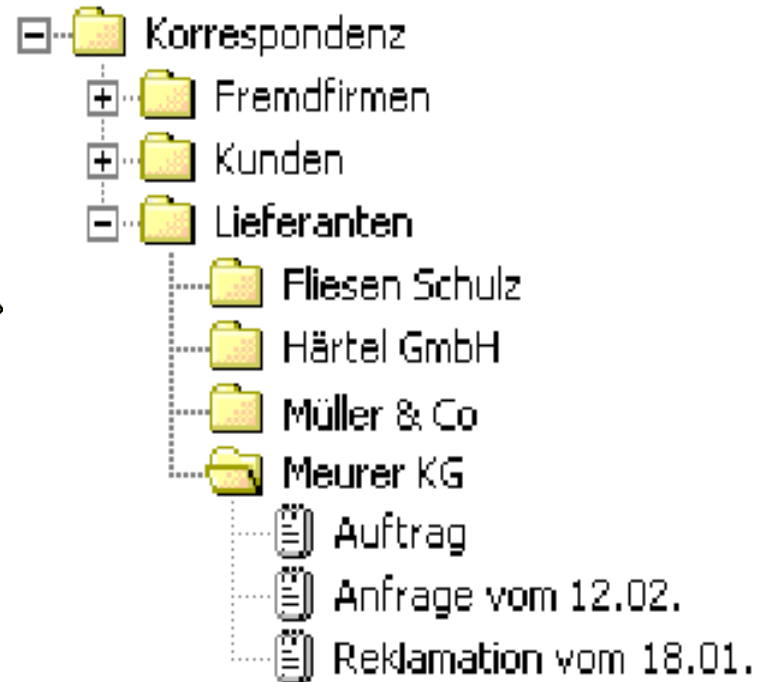 Korrespondenz
Fremdfirmen
Kunden
Lieferanten
Fliesen Schulz
Härtel GmbH
Müller & Co
Meurer KG
Auftrag
Anfrage vom 12.02.
Reklamation vom 18.01.